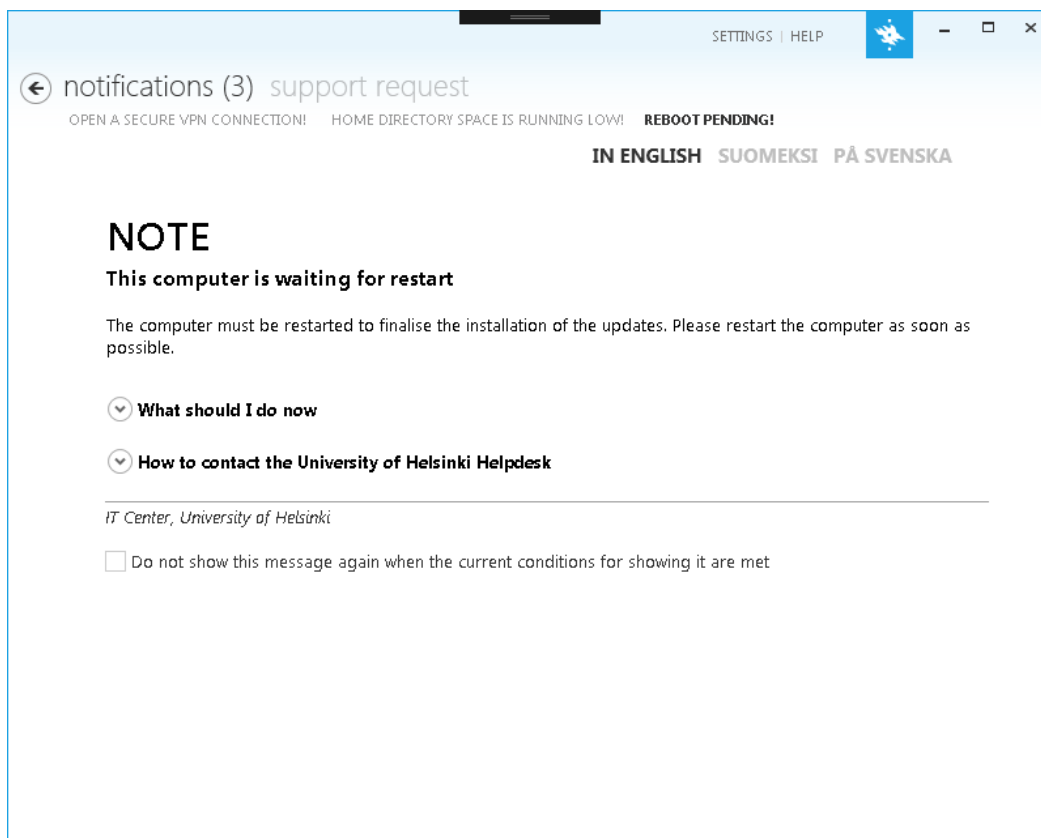 SETTINGS | HELP
notifications (3) support request
OPEN A SECURE VPN CONNECTION! HOME DIRECTORY SPACE IS RUNNING LOW! REBOOT PENDING!
IN ENGLISH SUOMEKSI PÅ SVENSKA
NOTE
This computer is waiting for restart
The computer must be restarted to finalise the installation of the updates. Please restart the computer as soon as
possible.
What should I do now
How to contact the University of Helsinki Helpdesk
IT Center, University of Helsinki
Do not show this message again when the current conditions for showing it are met